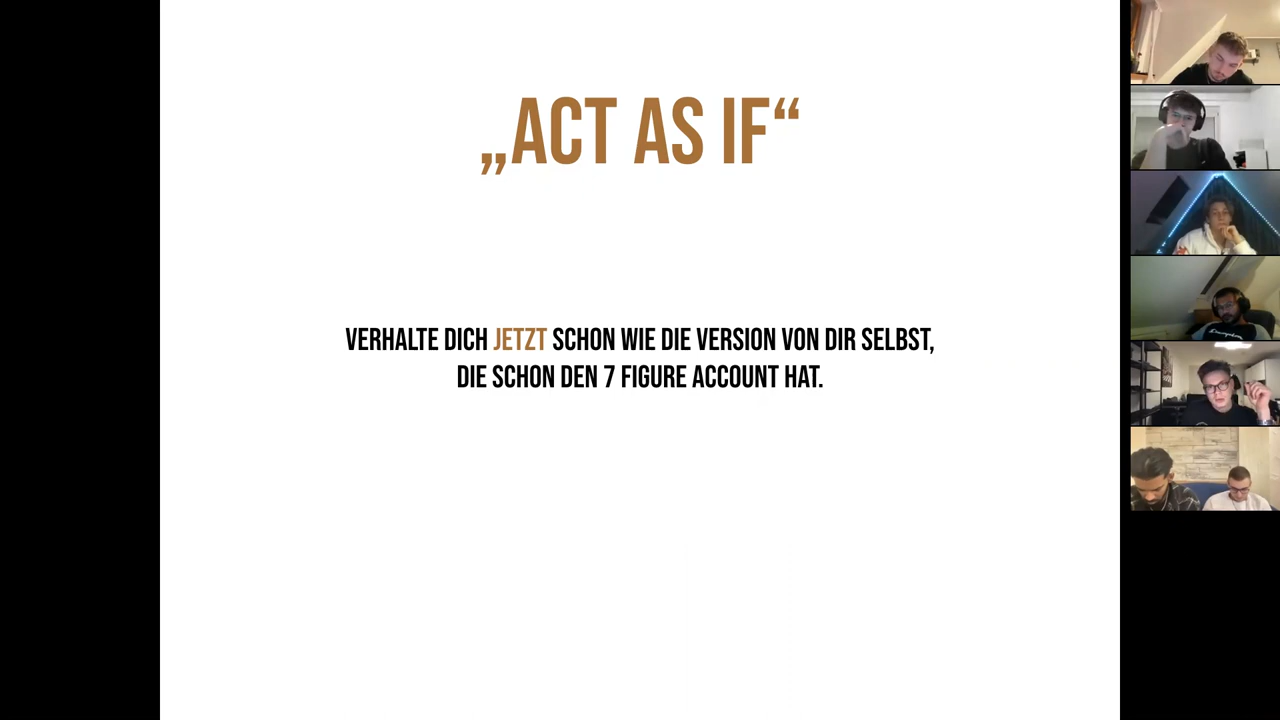 „ACT AS IF“
VERHALTE DICH JETZT SCHON WIE DIE VERSION VON DIR SELBST,
DIE SCHON DEN 7 FIGURE ACCOUNT HAT.